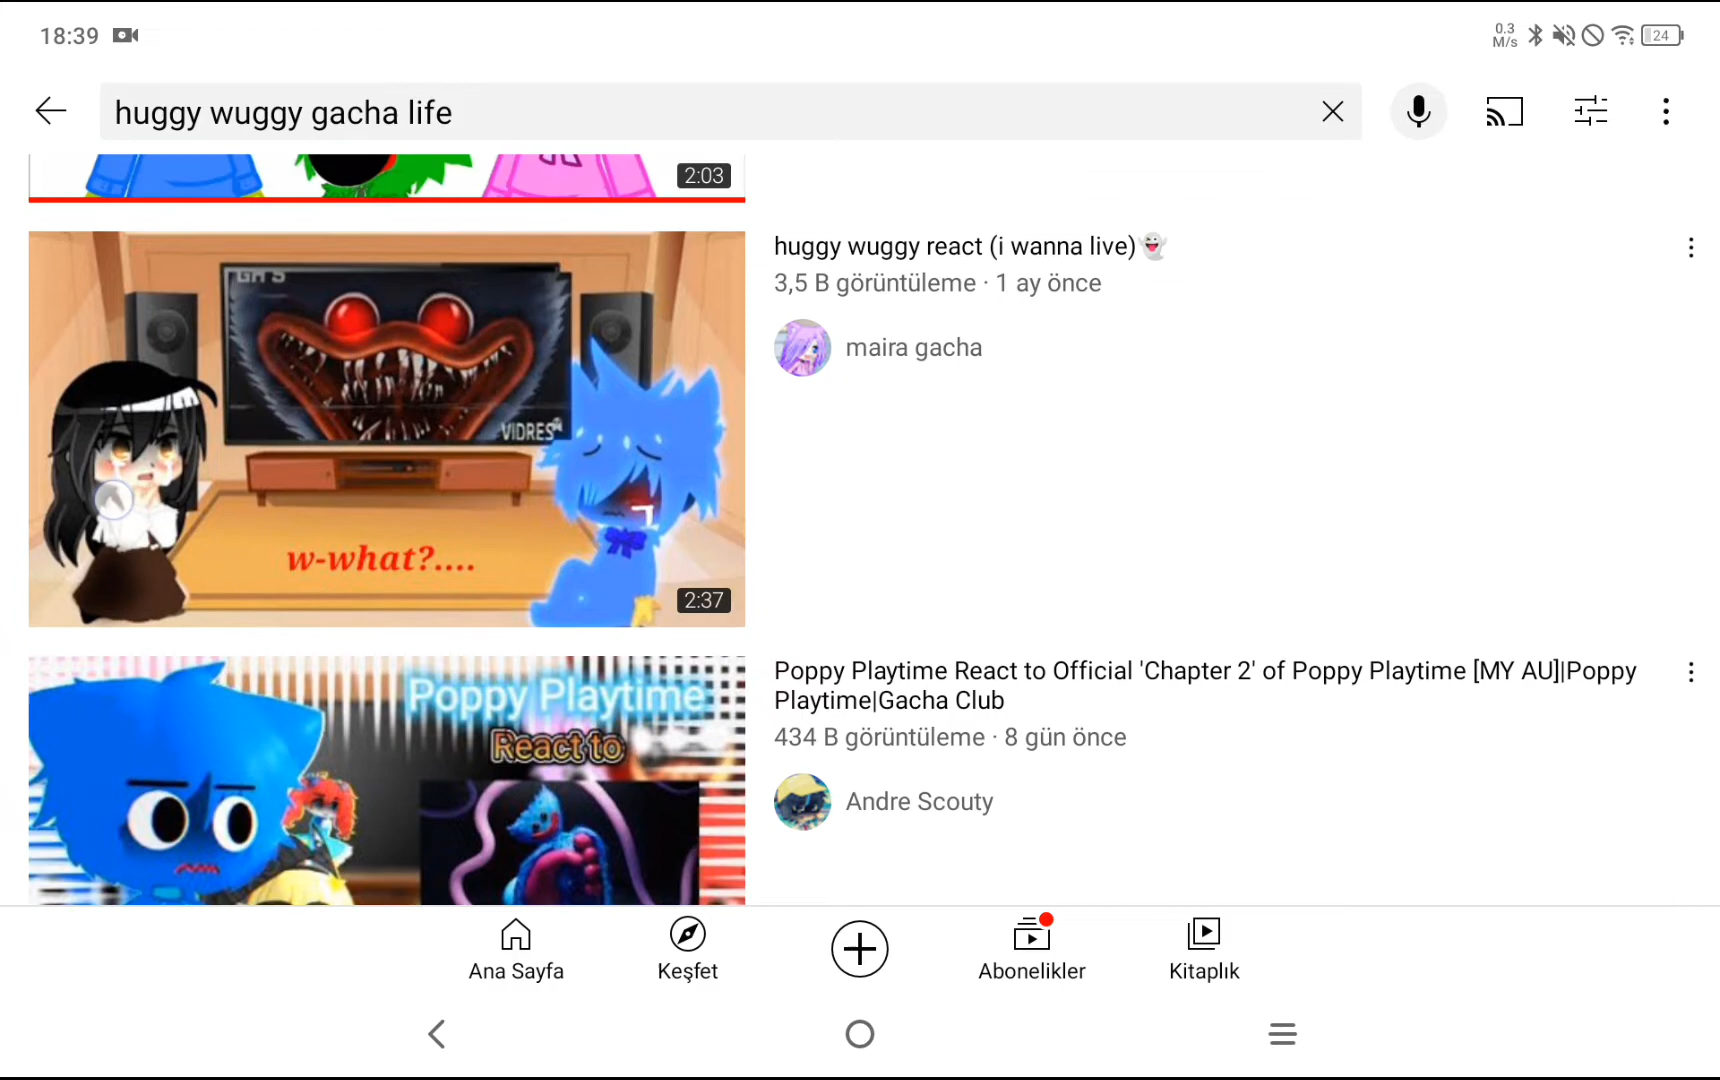 18:39
0.3
M/s
24
huggy wuggy gacha life
2:03
huggy wuggy react (i wanna live)👻
3,5 B görüntüleme · 1 ay önce
maira gacha
VIDRES
w-what?....
2:37
Poppy Playtime React to Official 'Chapter 2' of Poppy Playtime [MY AU]|Poppy
Playtime|Gacha Club
434 B görüntüleme · 8 gün önce
Andre Scouty
Poppy Playtime
React to
Ana Sayfa
Keşfet
Abonelikler
Kitaplık